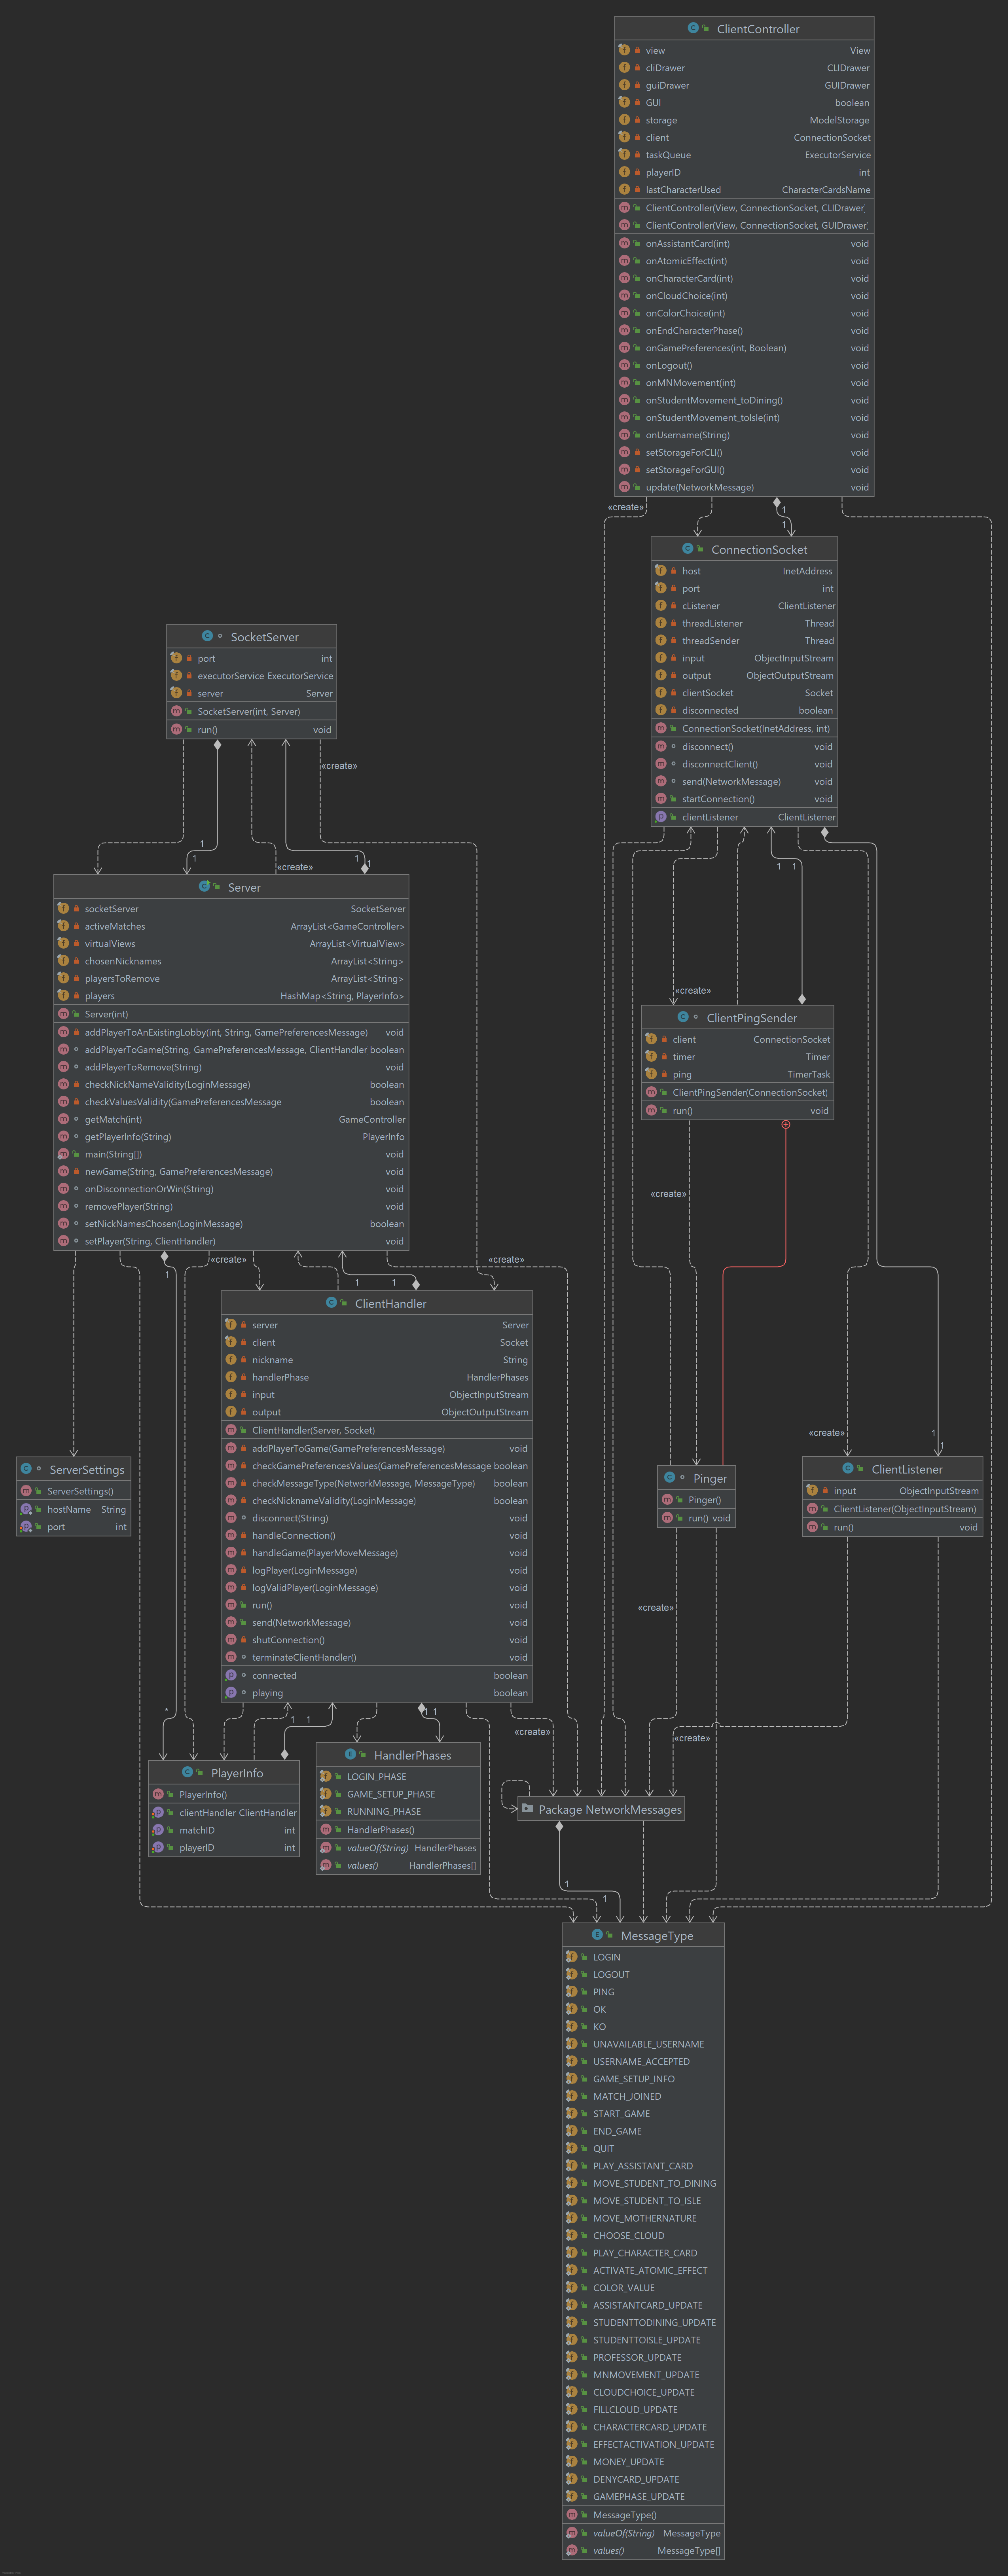 ClientController
view View
cliDrawer CLIDrawer
guiDrawer GUIDrawer
GUI boolean
storage ModelStorage
client ConnectionSocket
taskQueue ExecutorService
playerID int
lastCharacterUsed CharacterCardsName
ClientController(View, ConnectionSocket, CLIDrawer)
ClientController(View, ConnectionSocket, GUIDrawer)
onAssistantCard(int) void
onAtomicEffect(int) void
onCharacterCard(int) void
onCloudChoice(int) void
onColorChoice(int) void
onEndCharacterPhase() void
onGamePreferences(int, Boolean) void
onLogout() void
onMNMovement(int) void
onStudentMovement_toDining() void
onStudentMovement_toIsle(int) void
onUsername(String) void
setStorageForCLI() void
setStorageForGUI() void
update(NetworkMessage) void
«create»
1
1
ConnectionSocket
host InetAddress
port int
cListener ClientListener
threadListener Thread
threadSender Thread
input ObjectInputStream
output ObjectOutputStream
clientSocket Socket
disconnected boolean
ConnectionSocket(InetAddress, int)
disconnect() void
disconnectClient() void
send(NetworkMessage) void
startConnection() void
clientListener ClientListener
SocketServer
port int
executorService ExecutorService
server Server
SocketServer(int, Server)
run() void
«create»
1
1
«create»
1
1
1 1
«create»
Server
socketServer SocketServer
activeMatches ArrayList<GameController>
virtualViews ArrayList<VirtualView>
chosenNicknames ArrayList<String>
playersToRemove ArrayList<String>
players HashMap<String, PlayerInfo>
Server(int)
addPlayerToAnExistingLobby(int, String, GamePreferencesMessage) void
addPlayerToGame(String, GamePreferencesMessage, ClientHandler boolean
addPlayerToRemove(String) void
checkNickNameValidity(LoginMessage) boolean
checkValuesValidity(GamePreferencesMessage boolean
getMatch(int) GameController
getPlayerInfo(String) PlayerInfo
main(String[]) void
newGame(String, GamePreferencesMessage) void
onDisconnectionOrWin(String) void
removePlayer(String) void
setNickNamesChosen(LoginMessage) boolean
setPlayer(String, ClientHandler) void
ClientPingSender
client ConnectionSocket
timer Timer
ping TimerTask
ClientPingSender(ConnectionSocket)
run() void
«create»
«create»
«create»
1
1 1
ClientHandler
server Server
client Socket
nickname String
handlerPhase HandlerPhases
input ObjectInputStream
output ObjectOutputStream
ClientHandler(Server, Socket)
addPlayerToGame(GamePreferencesMessage) void
checkGamePreferencesValues(GamePreferencesMessage boolean
checkMessageType(NetworkMessage, MessageType) boolean
checkNicknameValidity(LoginMessage) boolean
disconnect(String) void
handleConnection() void
handleGame(PlayerMoveMessage) void
logPlayer(LoginMessage) void
logValidPlayer(LoginMessage) void
run() void
send(NetworkMessage) void
shutConnection() void
terminateClientHandler() void
connected boolean
playing boolean
«create»
1
1
ServerSettings
ServerSettings()
hostName String
port int
Pinger
Pinger()
run() void
ClientListener
input ObjectInputStream
ClientListener(ObjectInputStream)
run() void
«create»
*
1 1
1 1
«create»
«create»
PlayerInfo
PlayerInfo()
clientHandler ClientHandler
matchID int
playerID int
HandlerPhases
LOGIN_PHASE
GAME_SETUP_PHASE
RUNNING_PHASE
HandlerPhases()
valueOf(String) HandlerPhases
values() HandlerPhases[]
Package NetworkMessages
1
1
MessageType
LOGIN
LOGOUT
PING
OK
KO
UNAVAILABLE_USERNAME
USERNAME_ACCEPTED
GAME_SETUP_INFO
MATCH_JOINED
START_GAME
END_GAME
QUIT
PLAY_ASSISTANT_CARD
MOVE_STUDENT_TO_DINING
MOVE_STUDENT_TO_ISLE
MOVE_MOTHERNATURE
CHOOSE_CLOUD
PLAY_CHARACTER_CARD
ACTIVATE_ATOMIC_EFFECT
COLOR_VALUE
ASSISTANTCARD_UPDATE
STUDENTTODINING_UPDATE
STUDENTTOISLE_UPDATE
PROFESSOR_UPDATE
MNMOVEMENT_UPDATE
CLOUDCHOICE_UPDATE
FILLCLOUD_UPDATE
CHARACTERCARD_UPDATE
EFFECTACTIVATION_UPDATE
MONEY_UPDATE
DENYCARD_UPDATE
GAMEPHASE_UPDATE
MessageType()
valueOf(String) MessageType
values() MessageType[]